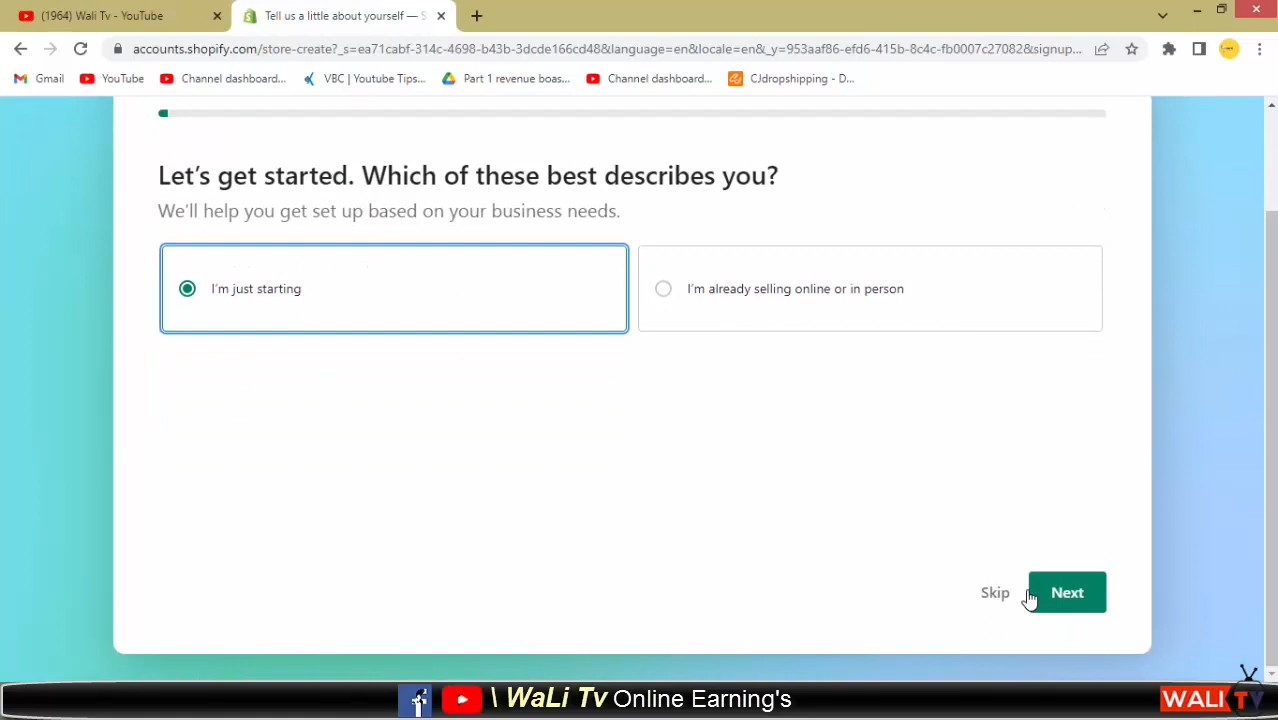 (1964) Wali Tv - YouTube
Tell us a little about yourself — S
accounts.shopify.com/store-create?_s=ea71cabf-314c-4698-b43b-3dcde166cd48&language=en&locale=en&_y=953aaf86-efd6-415b-8c4c-fb0007c27082&signup...
Gmail
YouTube
Channel dashboard...
VBC | Youtube Tips...
Part 1 revenue boas...
Channel dashboard...
CJdropshipping - D...
Let's get started. Which of these best describes you?
We'll help you get set up based on your business needs.
I'm just starting
I'm already selling online or in person
Skip
Next
\ WaLi Tv Online Earning's
WALI TV